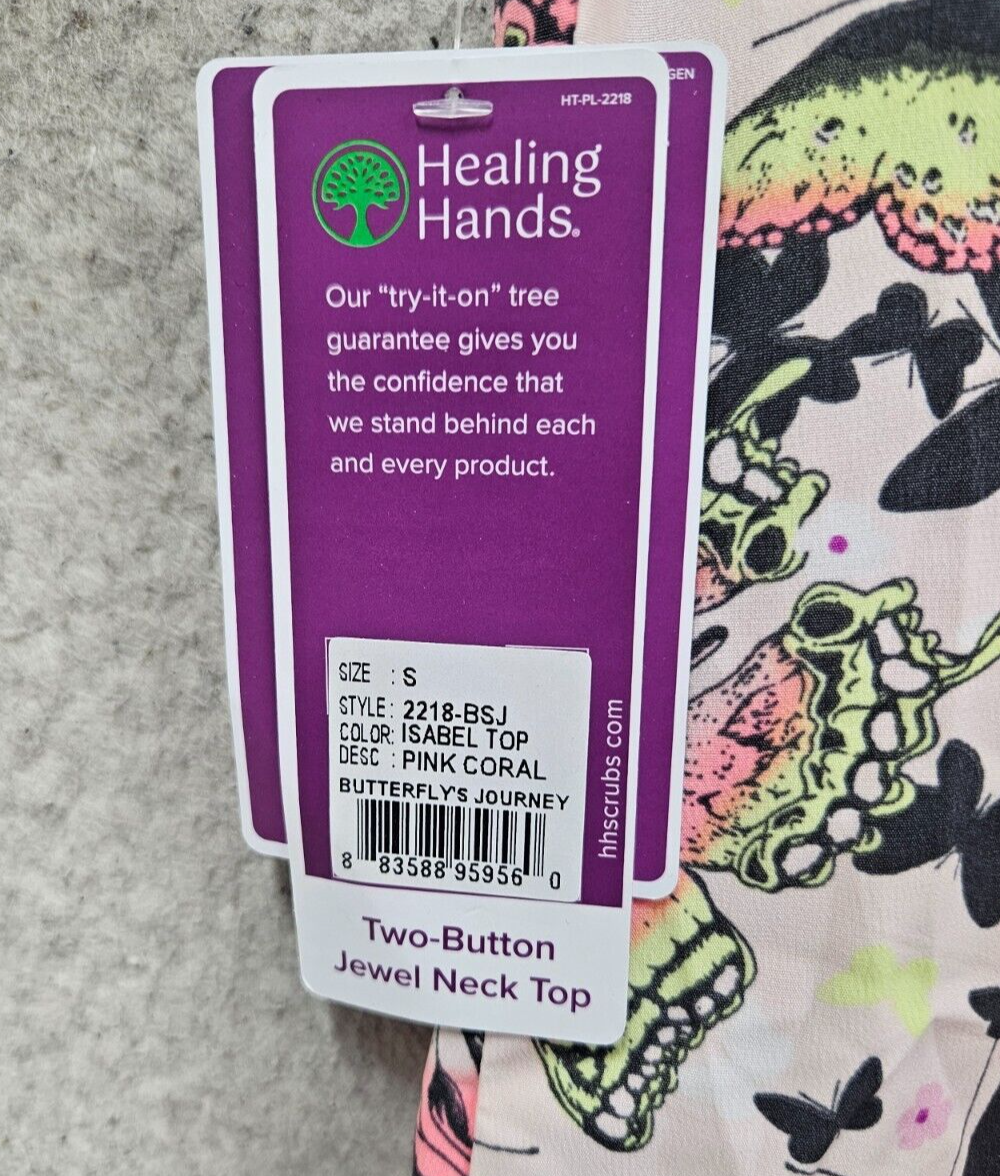 GEN
HT-PL-2218
Healing
Hands®
Our “try-it-on” tree
guarantee gives you
the confidence that
we stand behind each
and every product.
SIZE : S
STYLE: 2218-BSJ
COLOR: ISABEL TOP
DESC : PINK CORAL
BUTTERFLY'S JOURNEY
8 83588 95956 0
hhscrubs.com
Two-Button
Jewel Neck Top